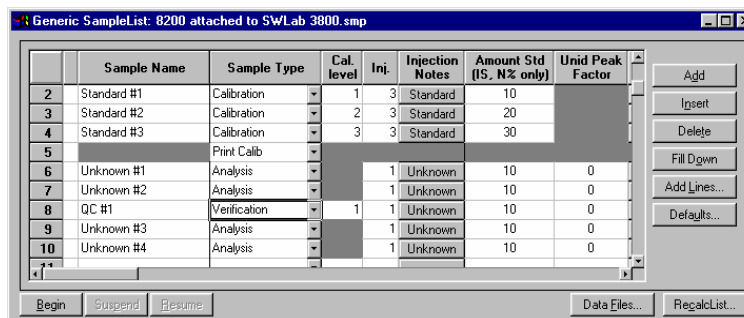 Generic SampleList: 8200 attached to SWLab 3800.smp
Sample Name Sample Type Cal. level Inj. Injection Notes Amount Std (IS, N% only) Unid Peak Factor
2 Standard #1 Calibration 1 3 Standard 10
3 Standard #2 Calibration 2 3 Standard 20
4 Standard #3 Calibration 3 3 Standard 30
5 Print Calib
6 Unknown #1 Analysis 1 Unknown 10 0
7 Unknown #2 Analysis 1 Unknown 10 0
8 QC #1 Verification 1 1 Unknown 10 0
9 Unknown #3 Analysis 1 Unknown 10 0
10 Unknown #4 Analysis 1 Unknown 10 0
11
Add
Insert
Delete
Fill Down
Add Lines...
Defaults...
Begin Suspend Resume Data Files... RecalcList...